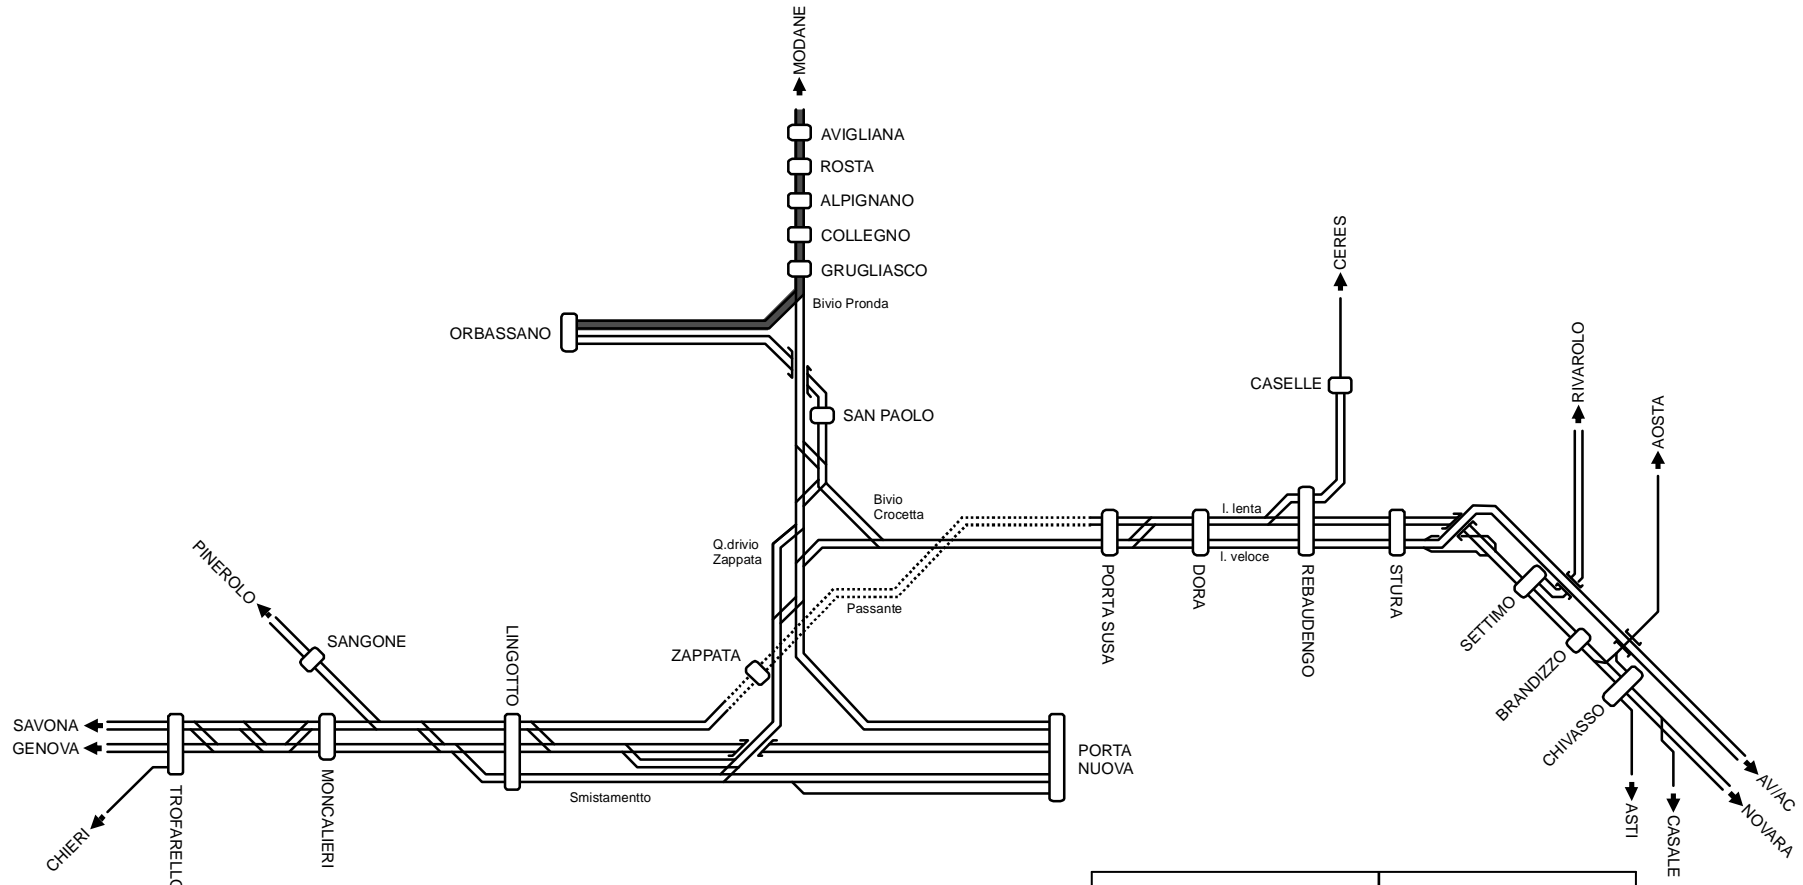 MODANE
AVIGLIANA
ROSTA
ALPIGNANO
COLLEGNO
GRUGLIASCO
Bivio Pronda
ORBASSANO
SAN PAOLO
CERES
CASELLE
RIVAROLO
AOSTA
Bivio
Crocetta
l. lenta
l. veloce
Q.drivio
Zappata
Passante
PINEROLO
SANGONE
LINGOTTO
ZAPPATA
PORTA SUSA
DORA
REBAUDENGO
STURA
SETTIMO
BRANDIZZO
CHIVASSO
SAVONA
GENOVA
CHIERI
TROFARELLO
MONCALIERI
Smistamentto
PORTA
NUOVA
ASTI
CASALE
AV/AC
NOVARA